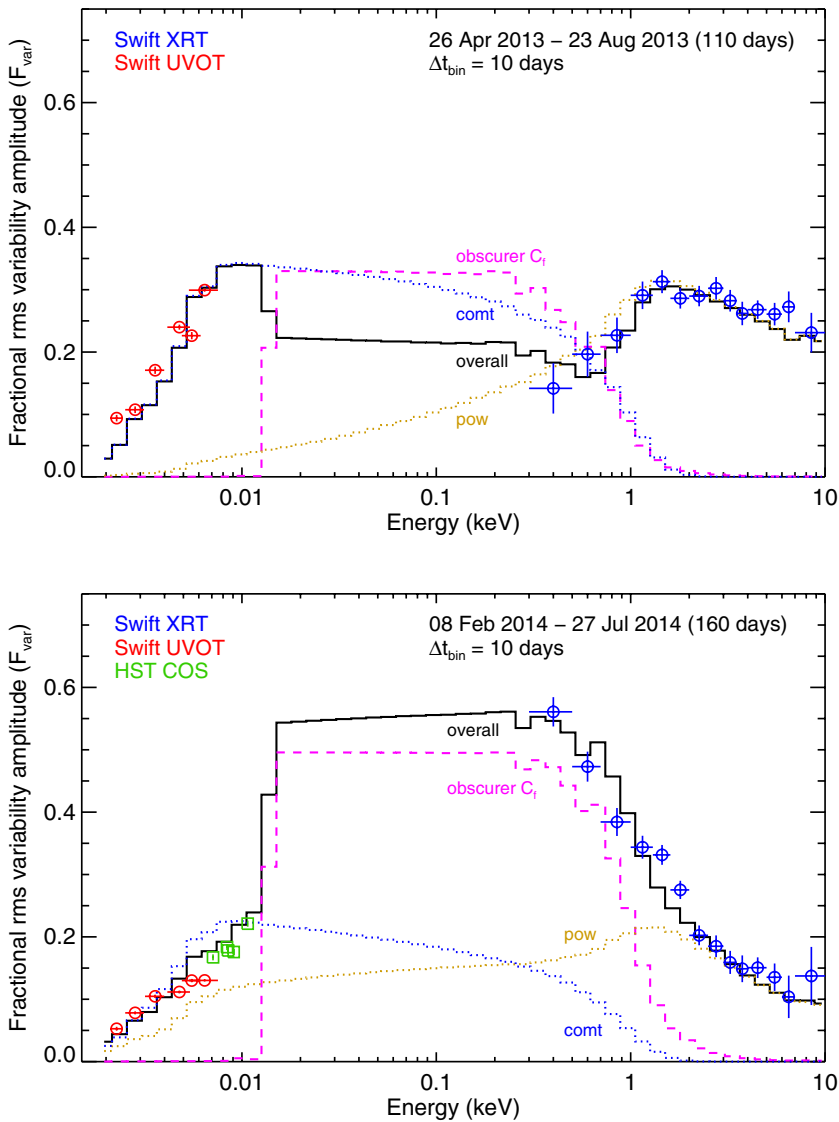 Swift XRT
Swift UVOT
26 Apr 2013 − 23 Aug 2013 (110 days)
Δt_bin = 10 days
Fractional rms variability amplitude (F_var)
0.6
0.4
0.2
0.0
obscurer C_f
comt
overall
pow
0.01
0.1
1
10
Energy (keV)
Swift XRT
Swift UVOT
HST COS
08 Feb 2014 − 27 Jul 2014 (160 days)
Δt_bin = 10 days
Fractional rms variability amplitude (F_var)
0.6
0.4
0.2
0.0
overall
obscurer C_f
pow
comt
0.01
0.1
1
10
Energy (keV)